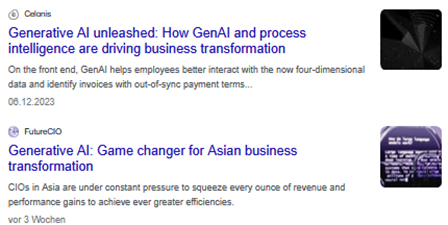 Celonis
Generative AI unleashed: How GenAI and process
intelligence are driving business transformation
On the front end, GenAI helps employees better interact with the now four-dimensional
data and identify invoices with out-of-sync payment terms...
06.12.2023
FutureCIO
Generative AI: Game changer for Asian business
transformation
CIOs in Asia are under constant pressure to squeeze every ounce of revenue and
performance gains to achieve ever greater efficiencies.
vor 3 Wochen